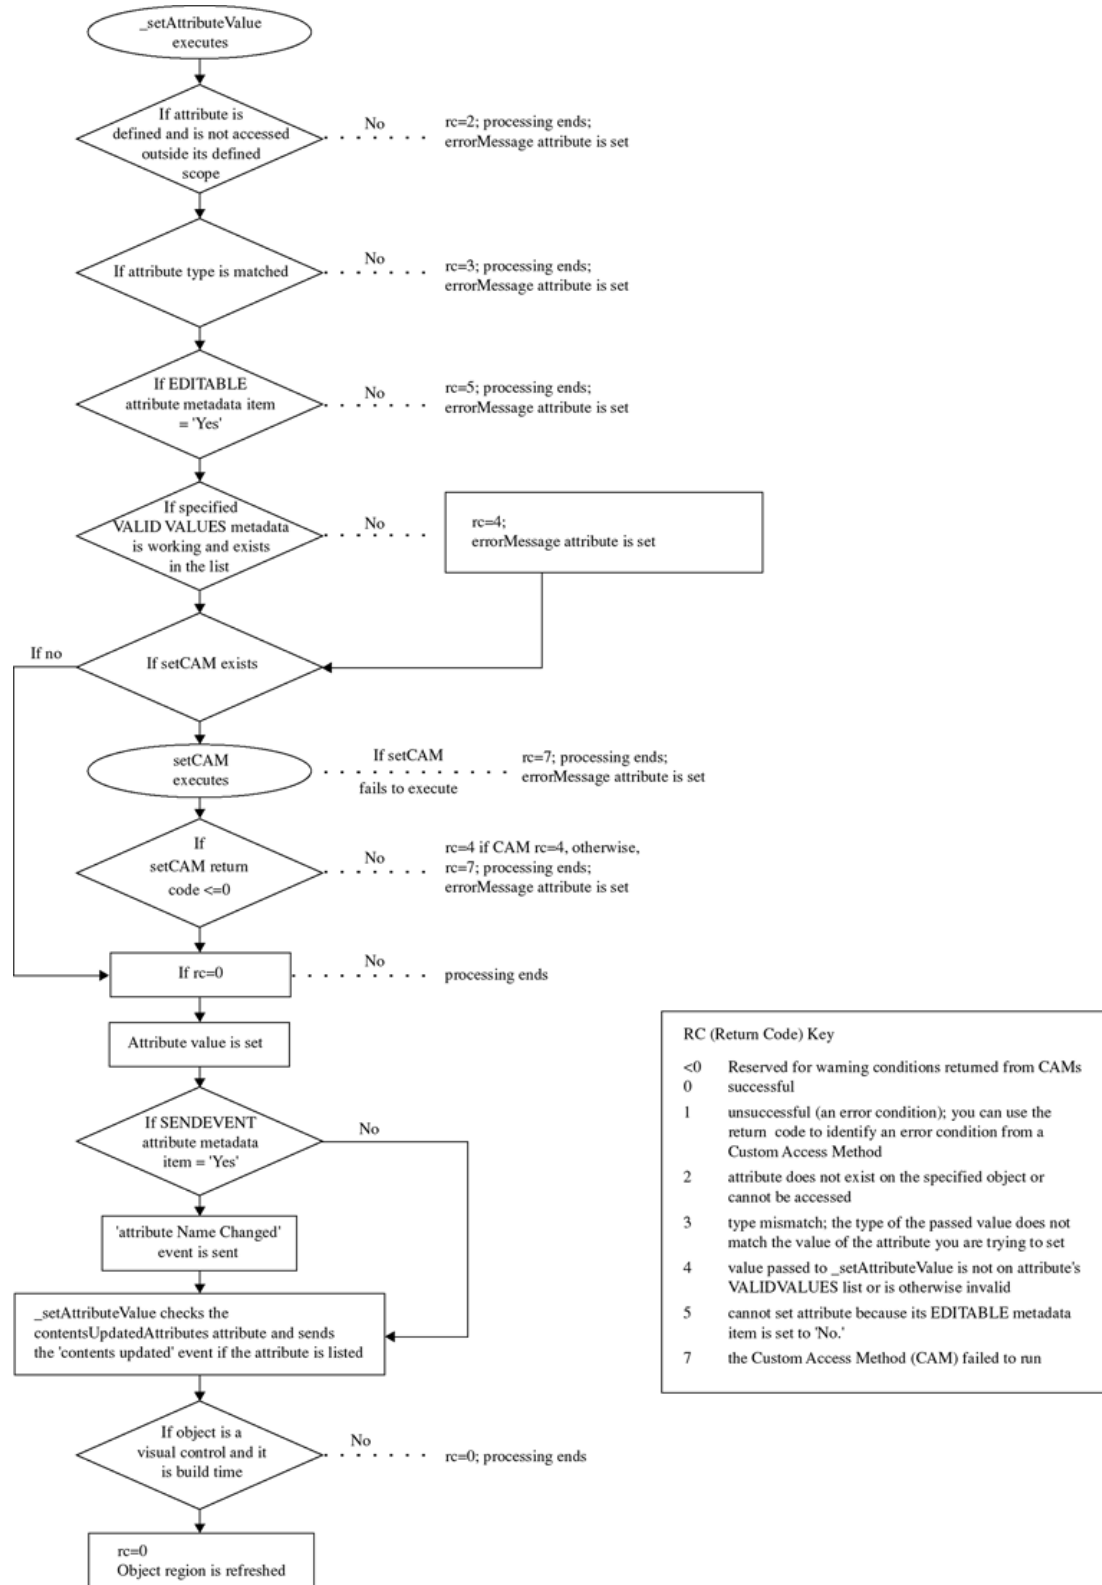 _setAttributeValue
executes
If attribute is
defined and is not accessed
outside its defined
scope
No
rc=2; processing ends;
errorMessage attribute is set
If attribute type is matched
No
rc=3; processing ends;
errorMessage attribute is set
If EDITABLE
attribute metadata item
= 'Yes'
No
rc=5; processing ends;
errorMessage attribute is set
If specified
VALID VALUES metadata
is working and exists
in the list
No
rc=4;
errorMessage attribute is set
If no
If setCAM exists
setCAM
executes
If setCAM
fails to execute
rc=7; processing ends;
errorMessage attribute is set
If
setCAM return
code <=0
No
rc=4 if CAM rc=4, otherwise,
rc=7; processing ends;
errorMessage attribute is set
If rc=0
No
processing ends
Attribute value is set
If SENDEVENT
attribute metadata
item = 'Yes'
No
'attribute Name Changed'
event is sent
_setAttributeValue checks the
contentsUpdatedAttributes attribute and sends
the 'contents updated' event if the attribute is listed
If object is a
visual control and it
is build time
No
rc=0; processing ends
rc=0
Object region is refreshed
RC (Return Code) Key
<0 Reserved for warning conditions returned from CAMs
0 successful
1 unsuccessful (an error condition); you can use the
return code to identify an error condition from a
Custom Access Method
2 attribute does not exist on the specified object or
cannot be accessed
3 type mismatch; the type of the passed value does not
match the value of the attribute you are trying to set
4 value passed to _setAttributeValue is not on attribute's
VALIDVALUES list or is otherwise invalid
5 cannot set attribute because its EDITABLE metadata
item is set to 'No.'
7 the Custom Access Method (CAM) failed to run